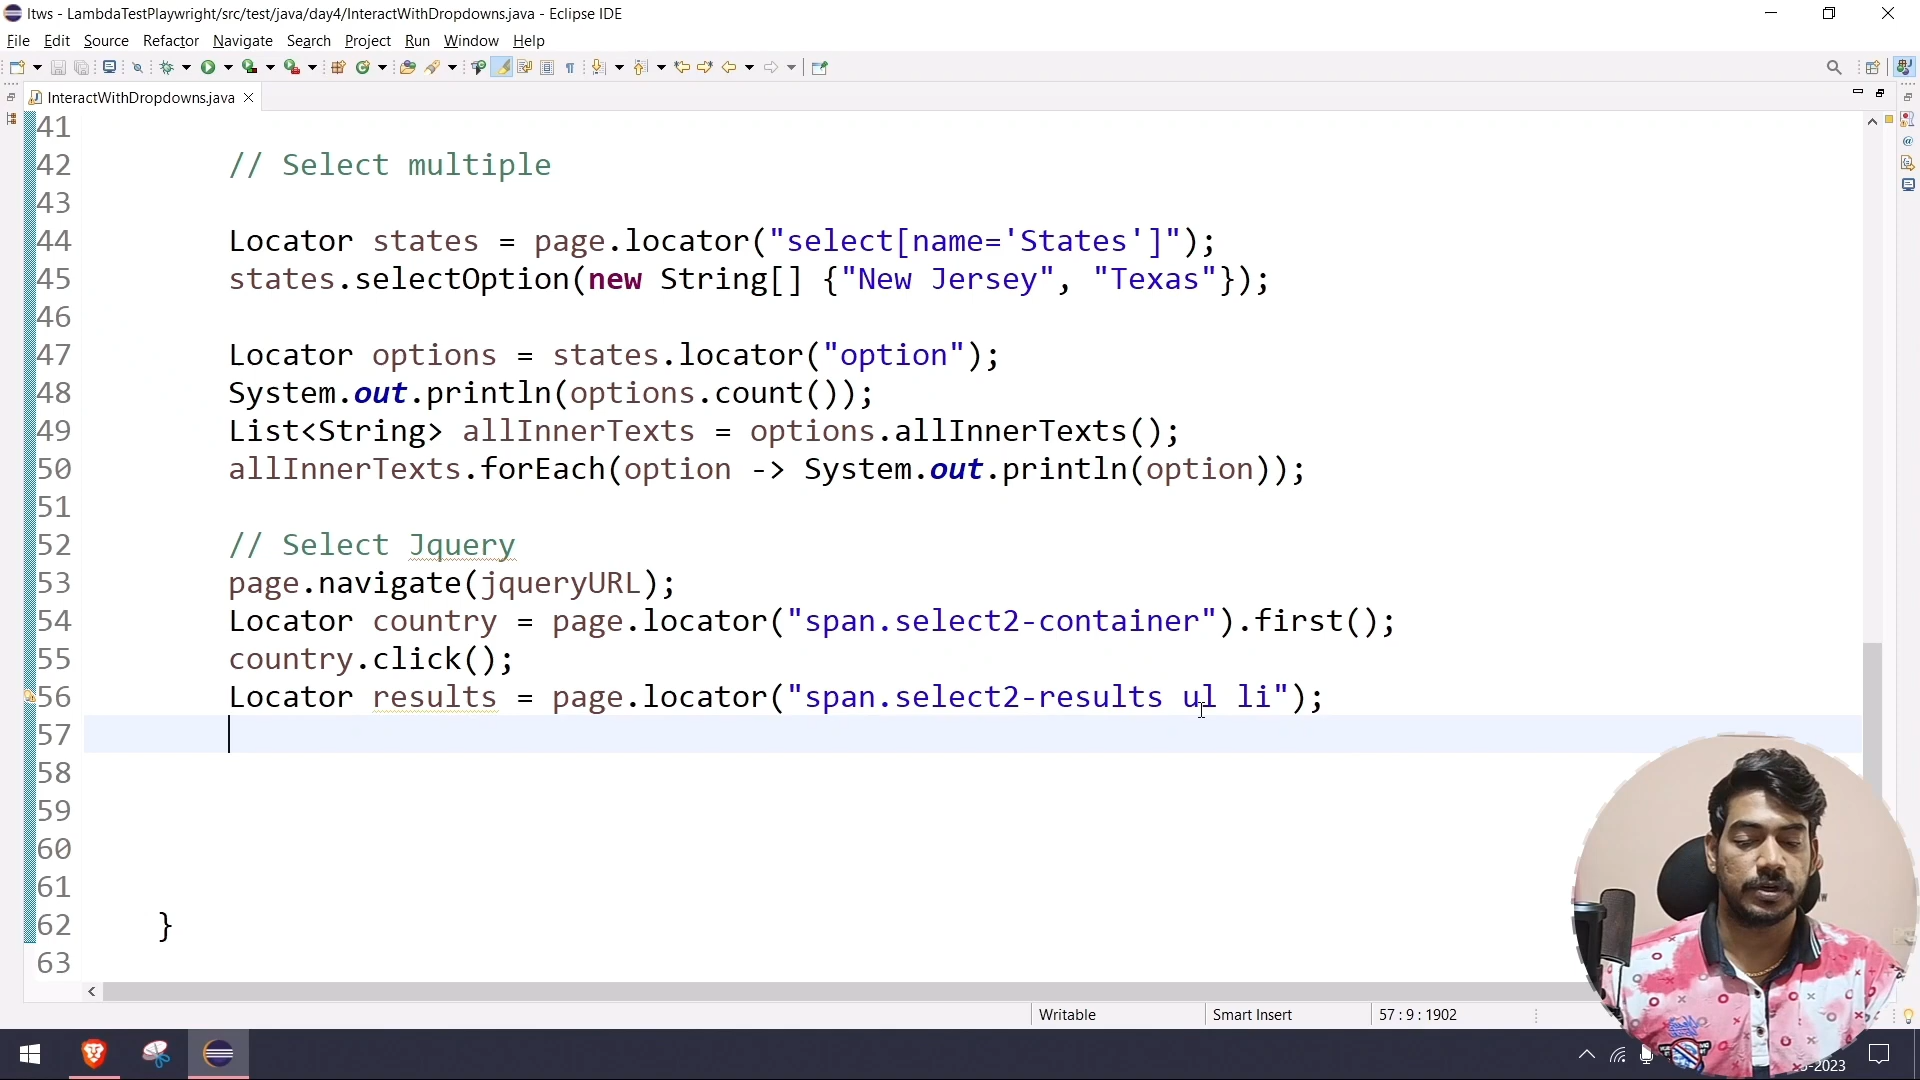 ltws - LambdaTestPlaywright/src/test/java/day4/InteractWithDropdowns.java - Eclipse IDE
File Edit Source Refactor Navigate Search Project Run Window Help
InteractWithDropdowns.java
41
42 // Select multiple
43
44 Locator states = page.locator("select[name='States']");
45 states.selectOption(new String[] {"New Jersey", "Texas"});
46
47 Locator options = states.locator("option");
48 System.out.println(options.count());
49 List<String> allInnerTexts = options.allInnerTexts();
50 allInnerTexts.forEach(option -> System.out.println(option));
51
52 // Select Jquery
53 page.navigate(jqueryURL);
54 Locator country = page.locator("span.select2-container").first();
55 country.click();
56 Locator results = page.locator("span.select2-results ul li");
57
58
59
60
61
62 }
63
Writable Smart Insert 57 : 9 : 1902
-2023